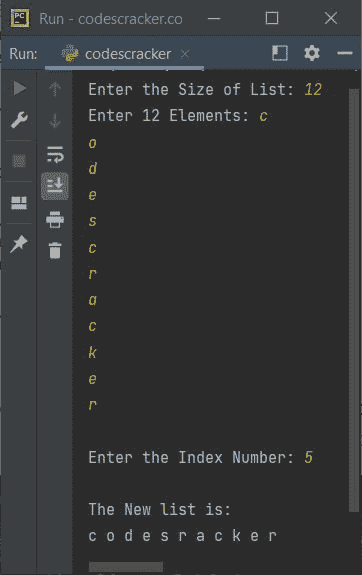 PC
Run - codescracker.co
Run:
codescracker
Enter the Size of List: 12
Enter 12 Elements: c
o
d
e
s
c
r
a
c
k
e
r
Enter the Index Number: 5
The New list is:
c o d e s r a c k e r